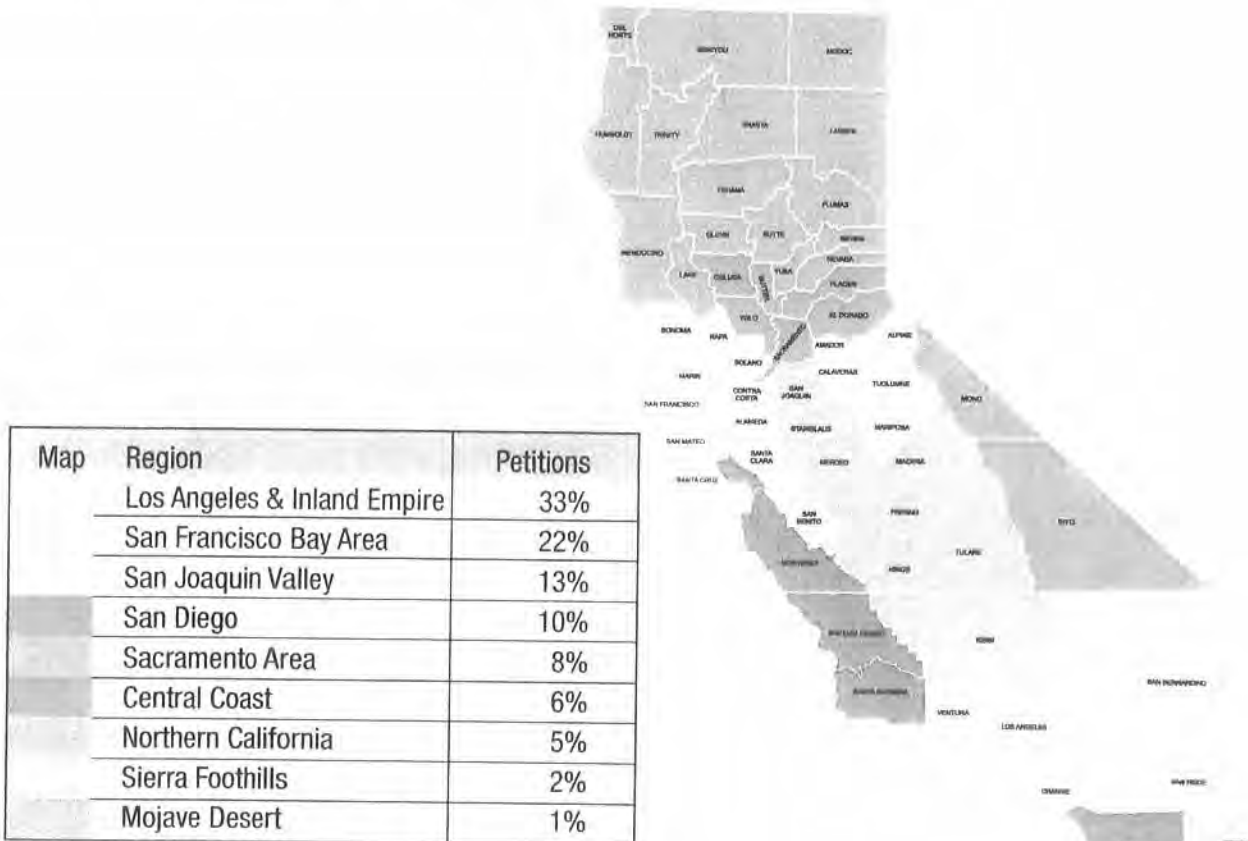 Map Region Petitions
Los Angeles & Inland Empire 33%
San Francisco Bay Area 22%
San Joaquin Valley 13%
San Diego 10%
Sacramento Area 8%
Central Coast 6%
Northern California 5%
Sierra Foothills 2%
Mojave Desert 1%
DEL
NORTE
SISKIYOU
MODOC
HUMBOLDT
TRINITY
SHASTA
LASSEN
TEHAMA
PLUMAS
GLENN
BUTTE
SIERRA
MENDOCINO
NEVADA
LAKE
COLUSA
SUTTER
YUBA
PLACER
YOLO
EL DORADO
SONOMA
NAPA
SACRAMENTO
AMADOR
ALPINE
SOLANO
CALAVERAS
MARIN
CONTRA
COSTA
SAN
JOAQUIN
TUOLUMNE
MONO
SAN FRANCISCO
ALAMEDA
STANISLAUS
MARIPOSA
SAN MATEO
SANTA
CLARA
MERCED
MADERA
SANTA CRUZ
SAN
BENITO
FRESNO
INYO
MONTEREY
KINGS
TULARE
SAN LUIS OBISPO
KERN
SANTA BARBARA
SAN BERNARDINO
VENTURA
LOS ANGELES
ORANGE